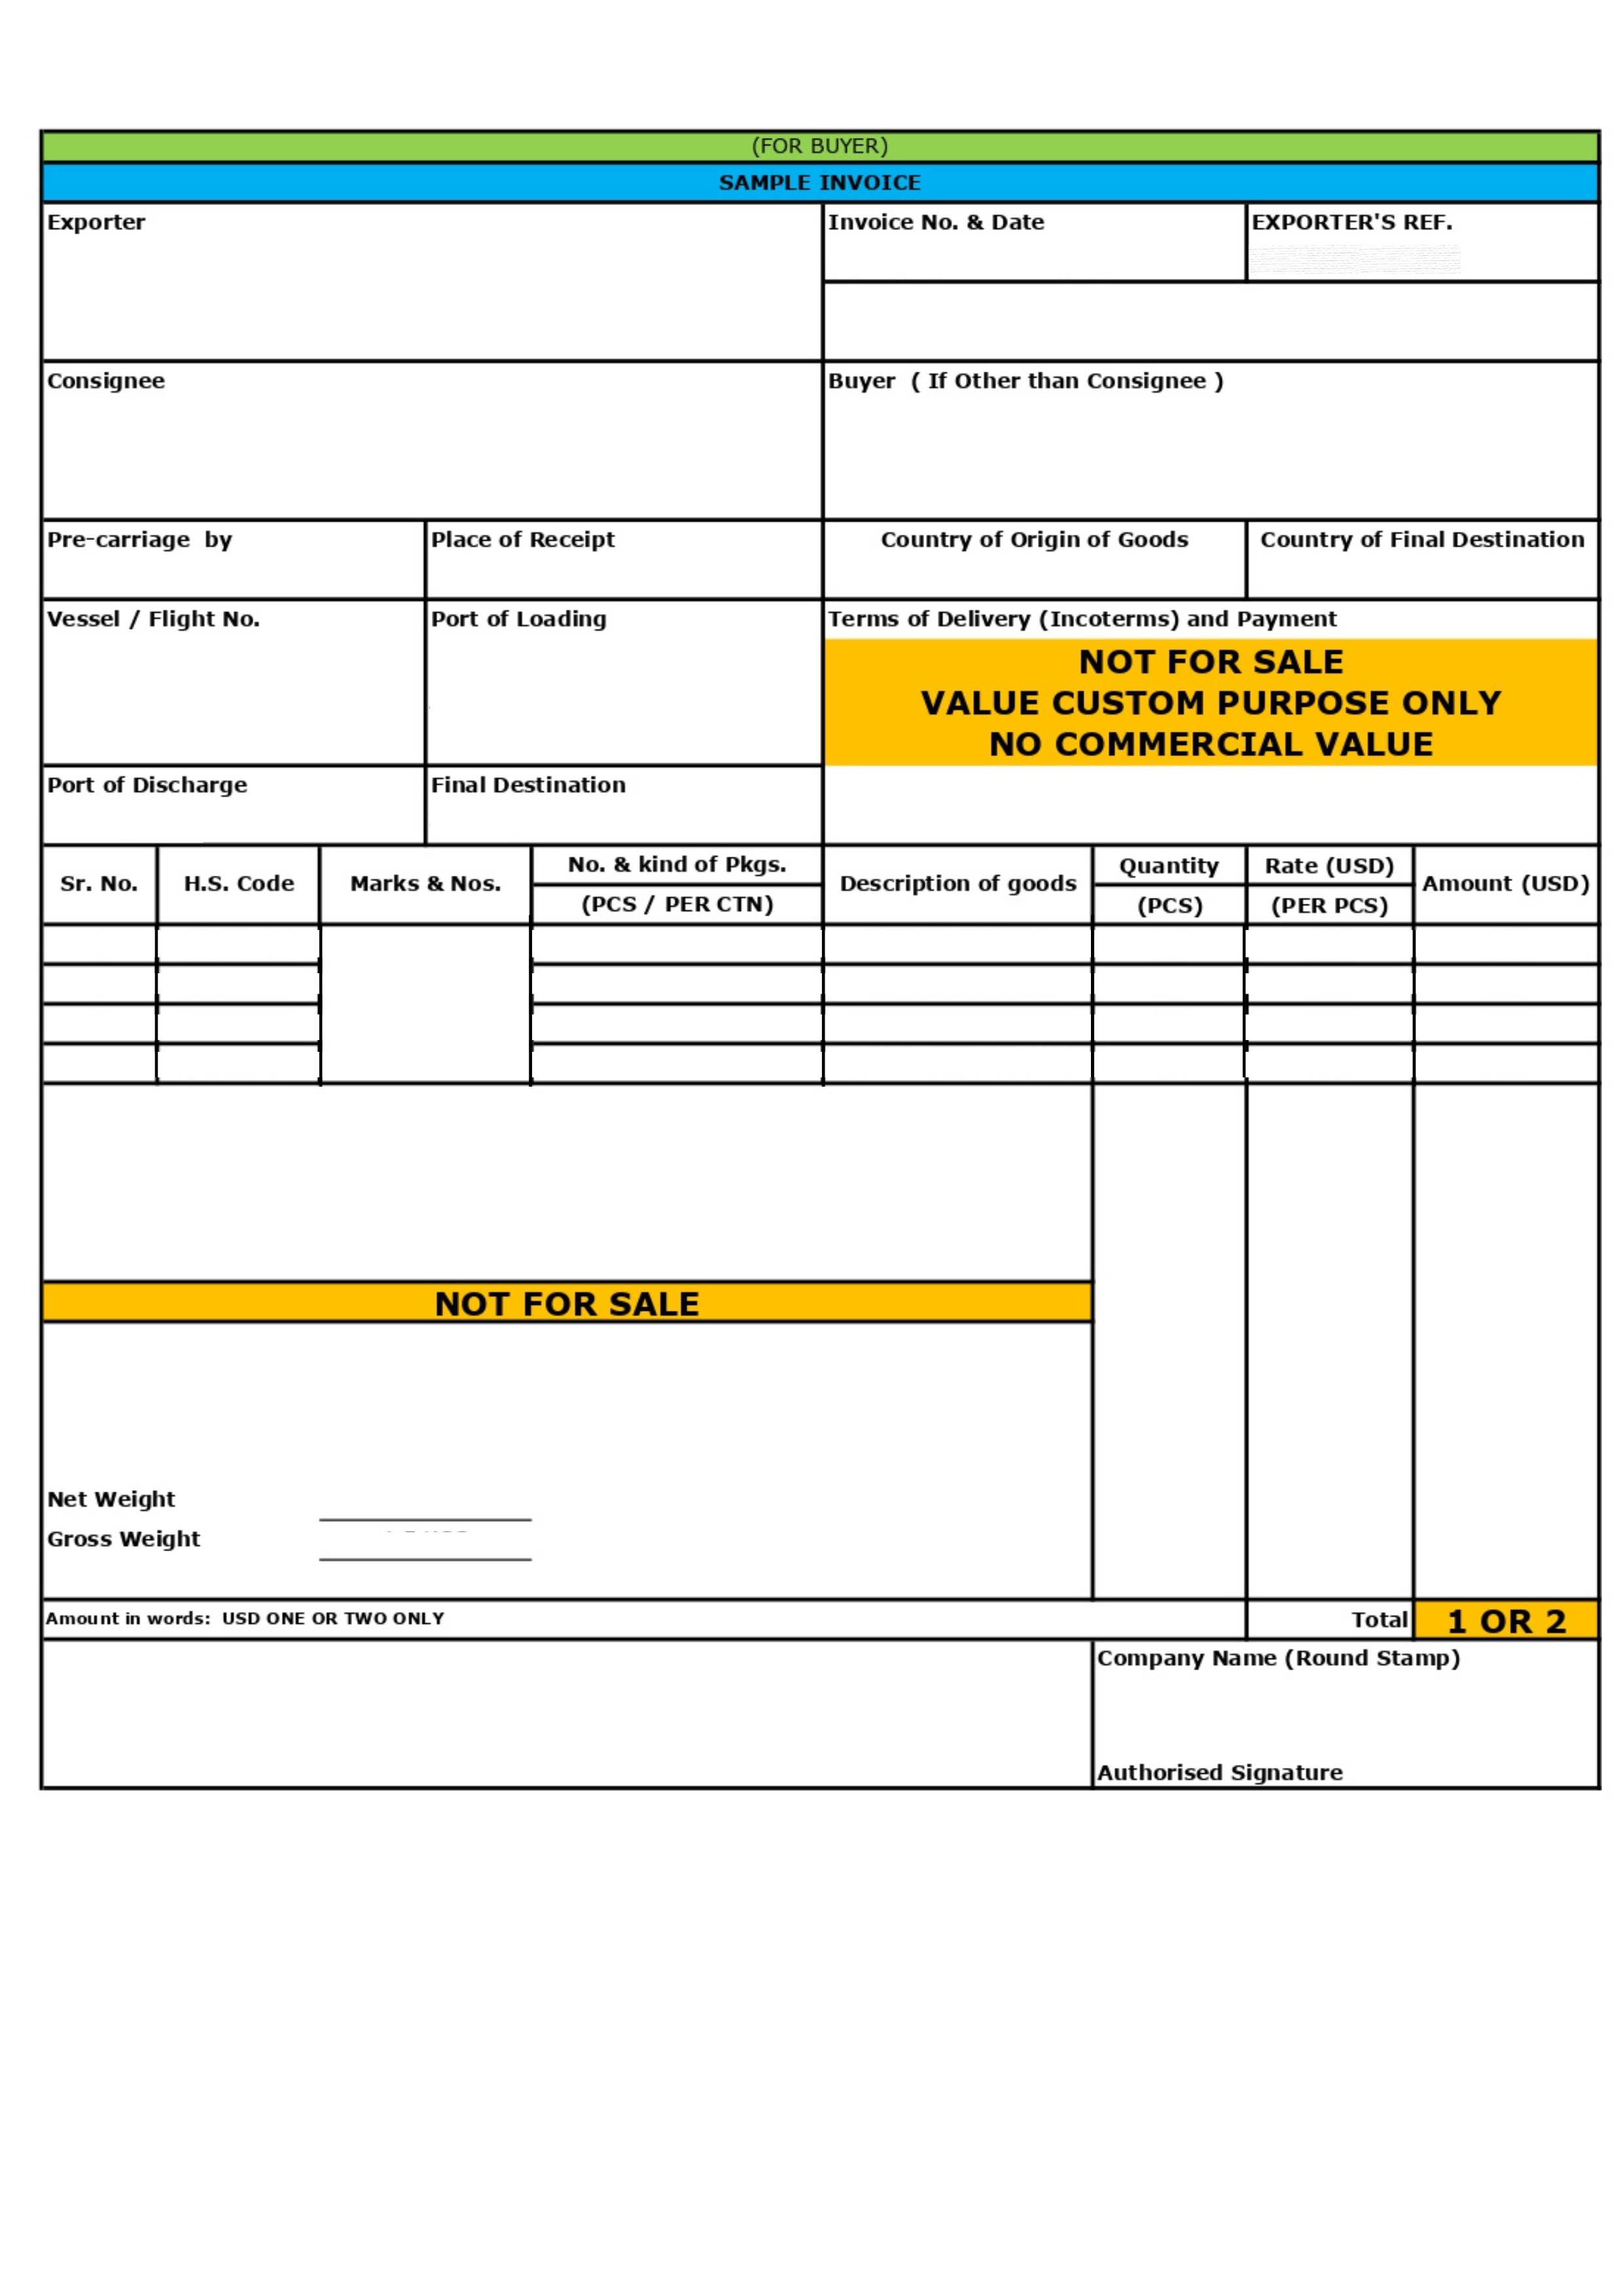 (FOR BUYER)
SAMPLE INVOICE
Exporter
Invoice No. & Date
EXPORTER'S REF.
Consignee
Buyer ( If Other than Consignee )
Pre-carriage by
Place of Receipt
Country of Origin of Goods
Country of Final Destination
Vessel / Flight No.
Port of Loading
Terms of Delivery (Incoterms) and Payment
NOT FOR SALE
VALUE CUSTOM PURPOSE ONLY
NO COMMERCIAL VALUE
Port of Discharge
Final Destination
Sr. No.
H.S. Code
Marks & Nos.
No. & kind of Pkgs.
(PCS / PER CTN)
Description of goods
Quantity
(PCS)
Rate (USD)
(PER PCS)
Amount (USD)
NOT FOR SALE
Net Weight
Gross Weight
Amount in words: USD ONE OR TWO ONLY
Total
1 OR 2
Company Name (Round Stamp)
Authorised Signature